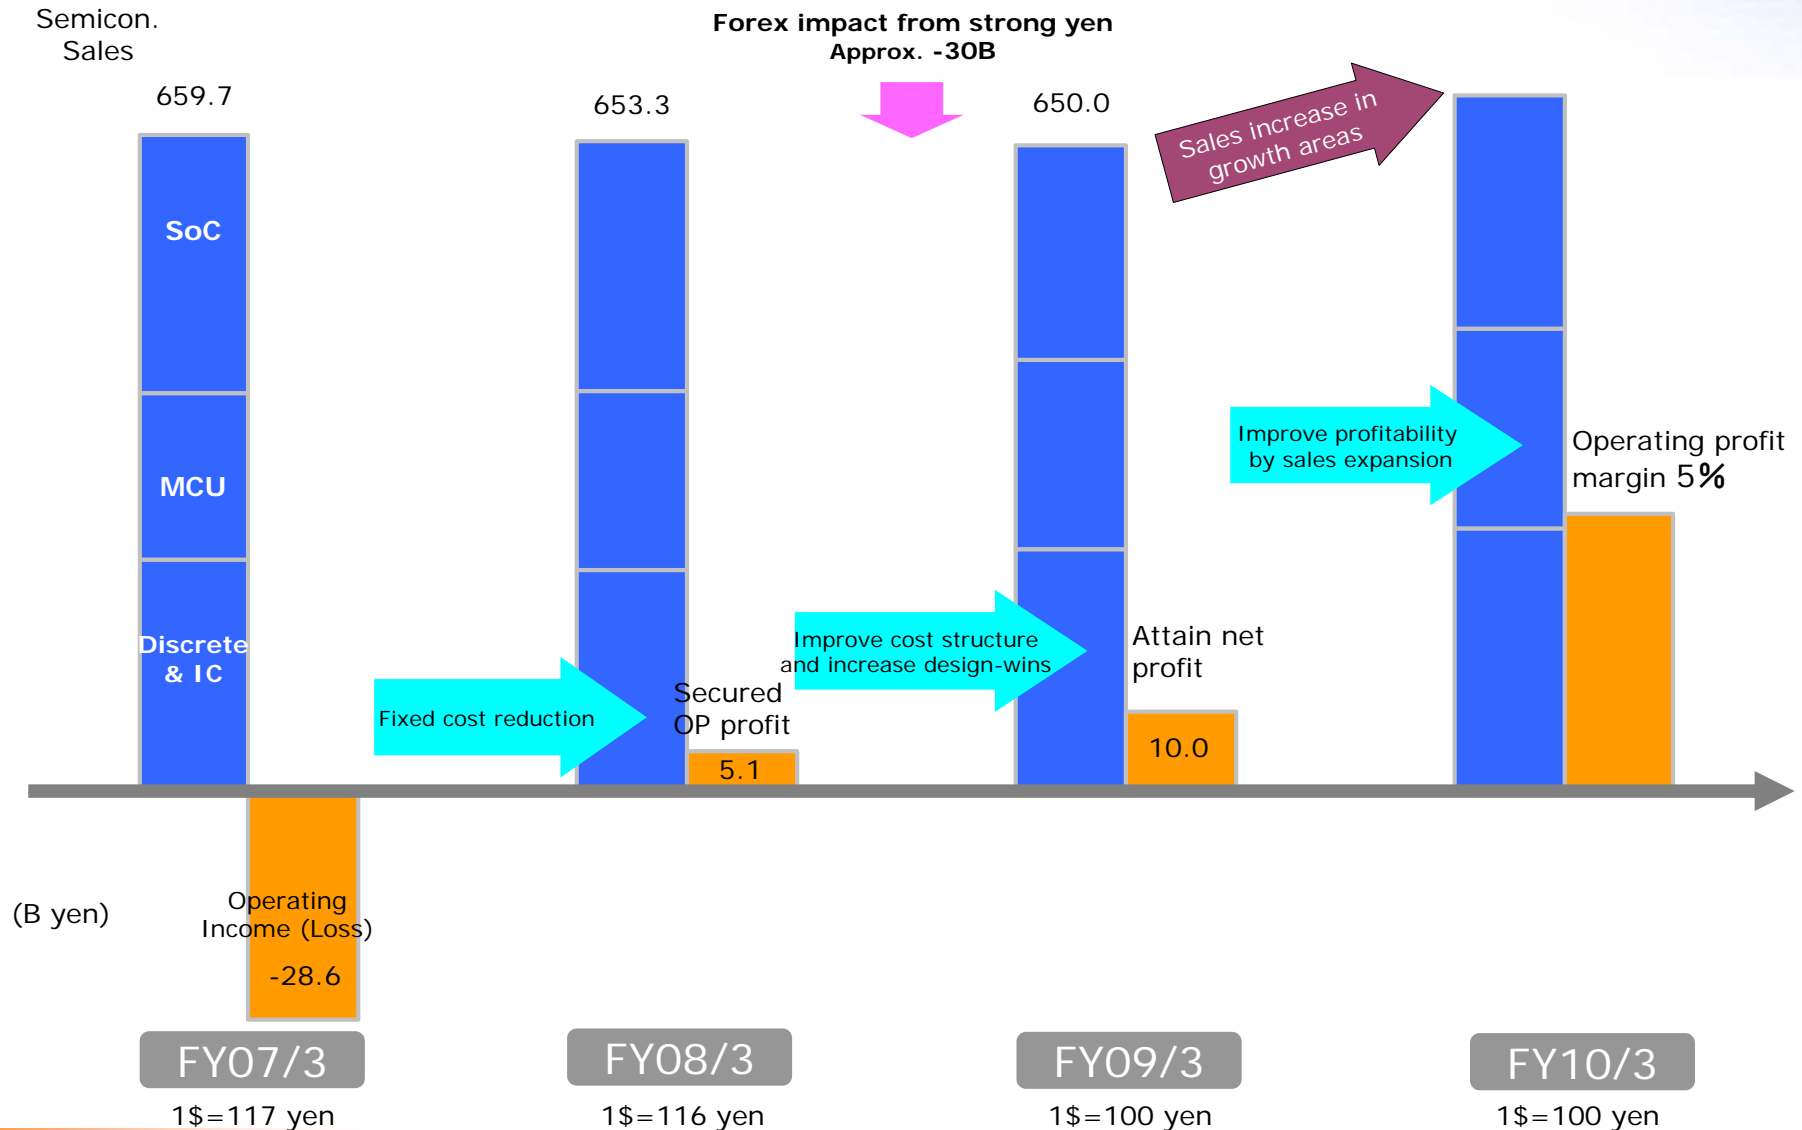 Semicon.
Sales
Forex impact from strong yen
Approx. -30B
659.7
653.3
650.0
Sales increase in
growth areas
SoC
MCU
Discrete
& IC
Improve profitability
by sales expansion
Operating profit
margin 5%
Improve cost structure
and increase design-wins
Attain net
profit
Fixed cost reduction
Secured
OP profit
5.1
10.0
(B yen)
Operating
Income (Loss)
-28.6
FY07/3
FY08/3
FY09/3
FY10/3
1$=117 yen
1$=116 yen
1$=100 yen
1$=100 yen